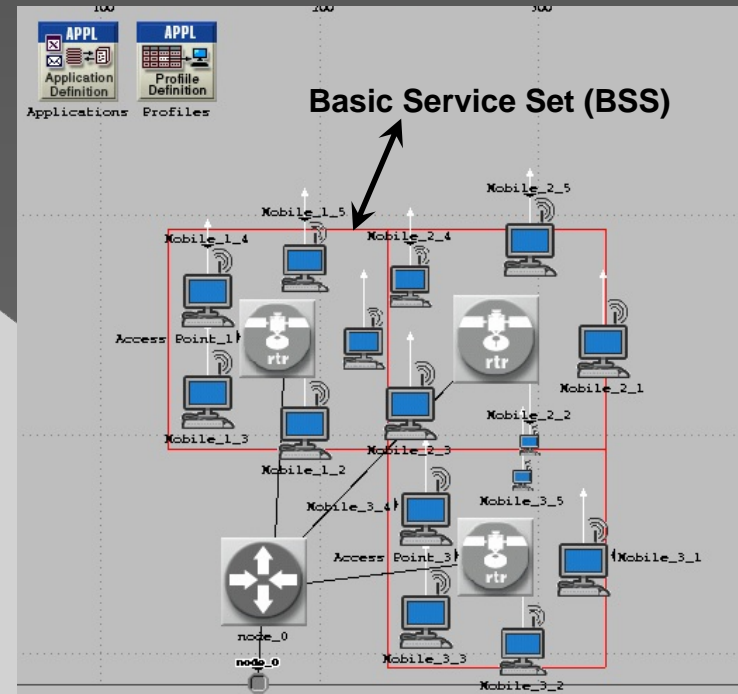 100 200 300
APPL
Application
Definition
Applications
APPL
Profiile
Definition
Profiles
Basic Service Set (BSS)
Mobile_2_5
Mobile_1_5
Mobile_1_4
Mobile_2_4
Access Point_1
rtr
rtr
Mobile_2_1
Mobile_2_2
Mobile_1_3
Mobile_2_3
Mobile_1_2
Mobile_3_5
Mobile_3_4
Access Point_3
rtr
Mobile_3_1
node_0
Mobile_3_3
node_0
Mobile_3_2